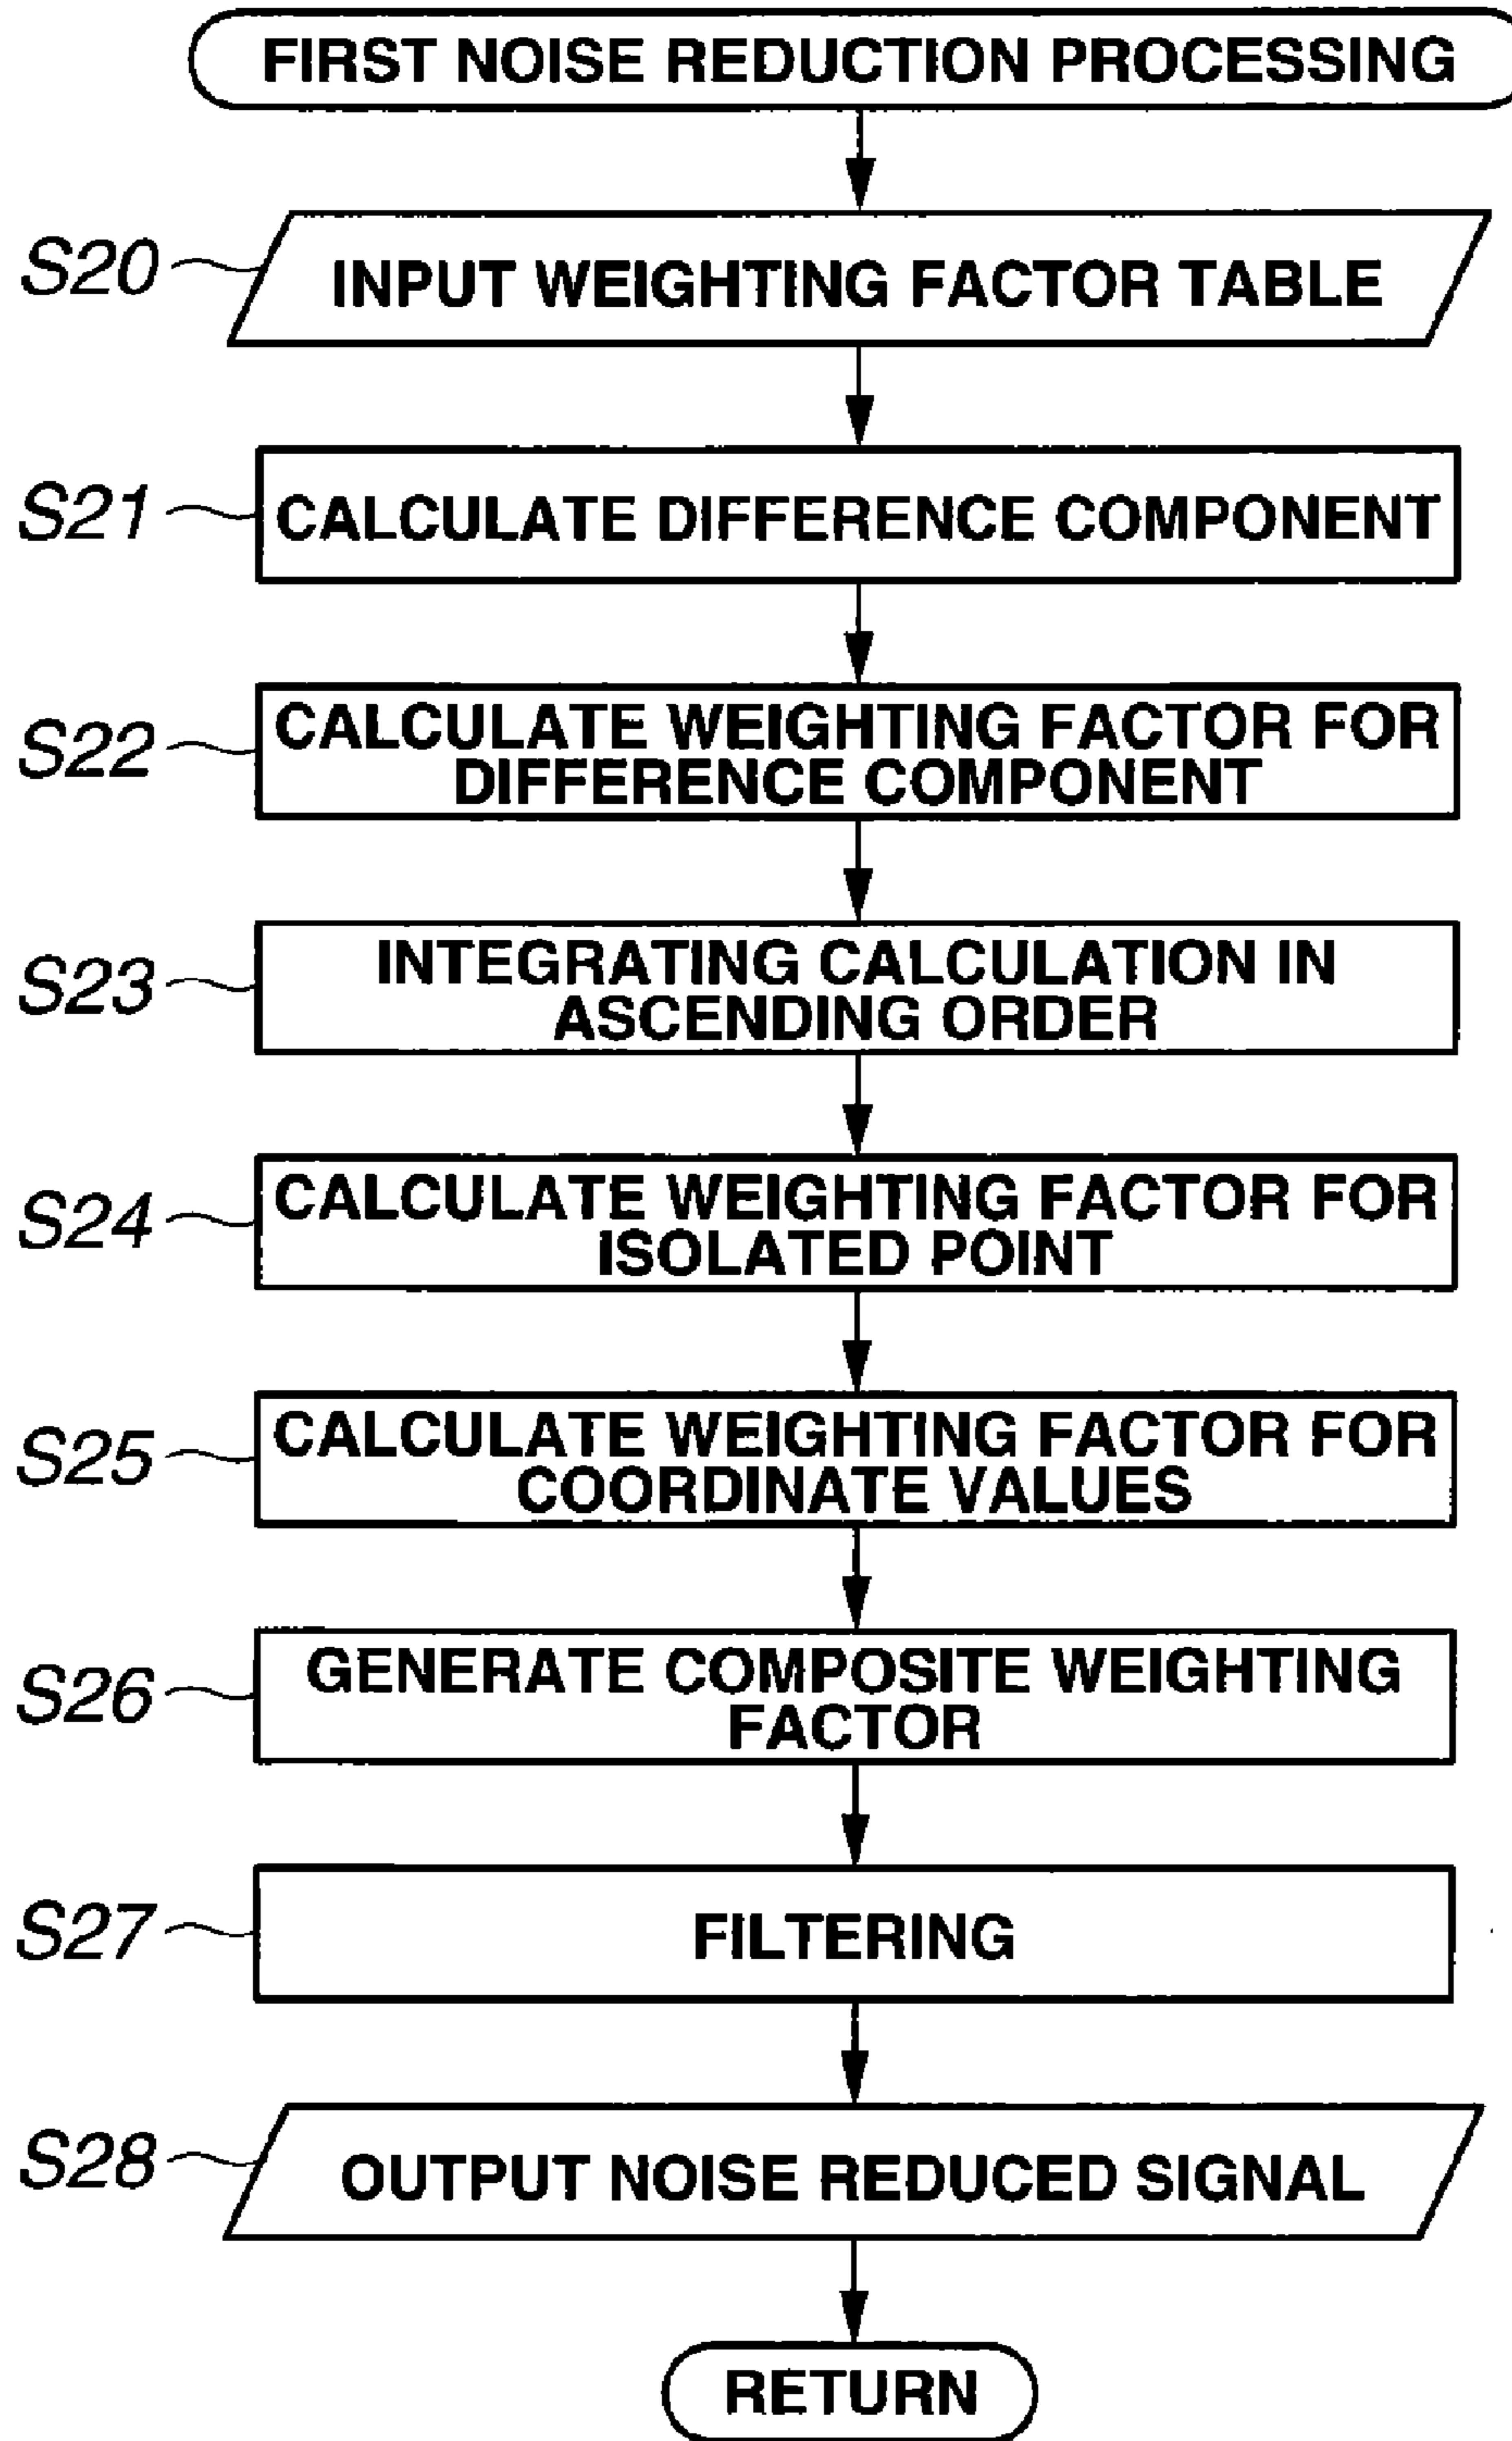 FIRST NOISE REDUCTION PROCESSING
S20
INPUT WEIGHTING FACTOR TABLE
S21
CALCULATE DIFFERENCE COMPONENT
S22
CALCULATE WEIGHTING FACTOR FOR
DIFFERENCE COMPONENT
S23
INTEGRATING CALCULATION IN
ASCENDING ORDER
S24
CALCULATE WEIGHTING FACTOR FOR
ISOLATED POINT
S25
CALCULATE WEIGHTING FACTOR FOR
COORDINATE VALUES
S26
GENERATE COMPOSITE WEIGHTING
FACTOR
S27
FILTERING
S28
OUTPUT NOISE REDUCED SIGNAL
RETURN